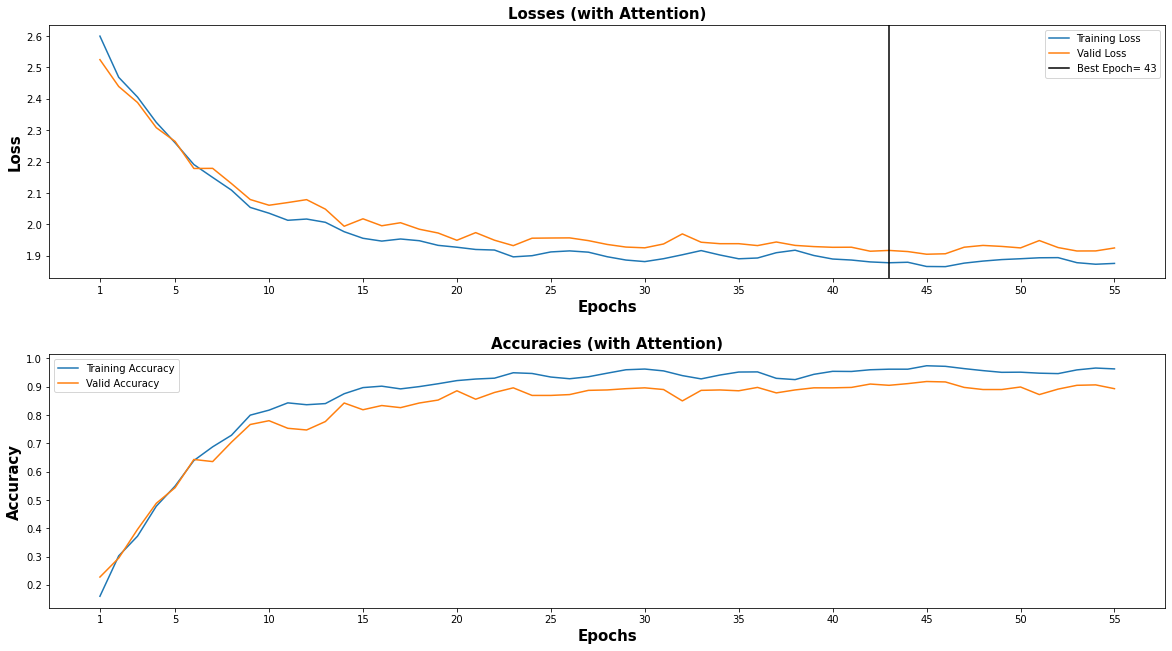 Losses (with Attention)
2.6
2.5
2.4
2.3
2.2
2.1
2.0
1.9
Loss
Training Loss
Valid Loss
Best Epoch= 43
1 5 10 15 20 25 30 35 40 45 50 55
Epochs
Accuracies (with Attention)
1.0
0.9
0.8
0.7
0.6
0.5
0.4
0.3
0.2
Accuracy
Training Accuracy
Valid Accuracy
1 5 10 15 20 25 30 35 40 45 50 55
Epochs